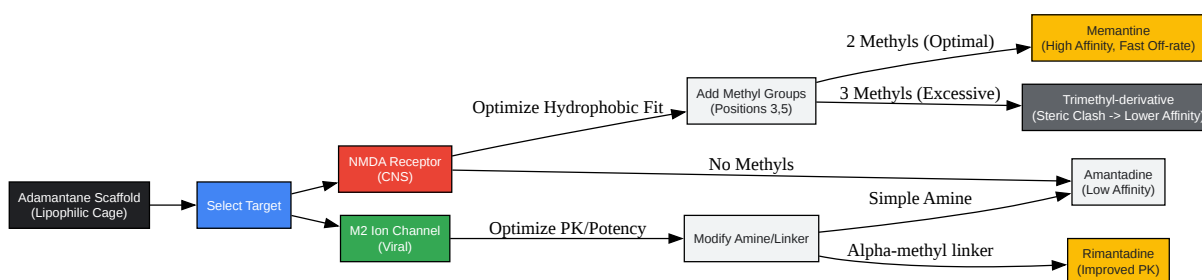 Adamantane Scaffold
(Lipophilic Cage)
Select Target
NMDA Receptor
(CNS)
M2 Ion Channel
(Viral)
Optimize Hydrophobic Fit
No Methyls
Optimize PK/Potency
Add Methyl Groups
(Positions 3,5)
Modify Amine/Linker
2 Methyls (Optimal)
3 Methyls (Excessive)
Simple Amine
Alpha-methyl linker
Memantine
(High Affinity, Fast Off-rate)
Trimethyl-derivative
(Steric Clash -> Lower Affinity)
Amantadine
(Low Affinity)
Rimantadine
(Improved PK)